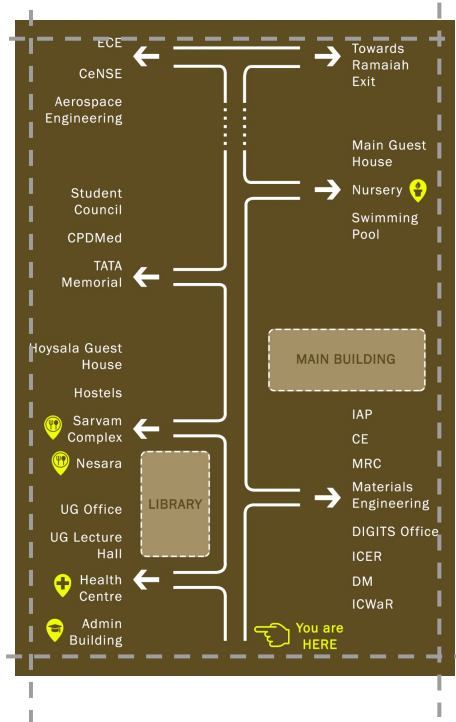 ECE
CeNSE
Aerospace
Engineering
Student
Council
CPDMed
TATA
Memorial
Hoysala Guest
House
Hostels
Sarvam
Complex
Nesara
UG Office
UG Lecture
Hall
Health
Centre
Admin
Building
LIBRARY
Towards
Ramaiah
Exit
Main Guest
House
Nursery
Swimming
Pool
MAIN BUILDING
IAP
CE
MRC
Materials
Engineering
DIGITS Office
ICER
DM
ICWaR
You are
HERE